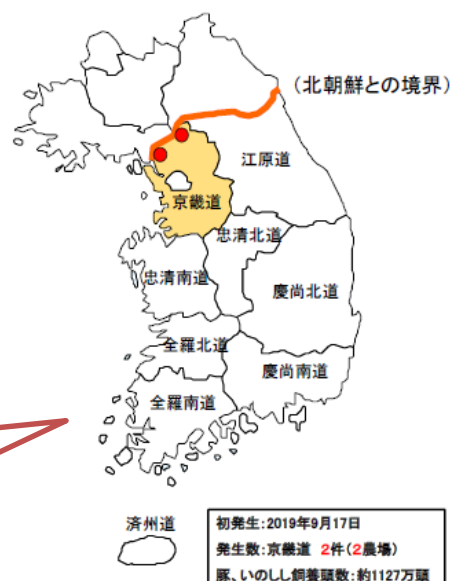 (北朝鮮との境界)
江原道
京畿道
忠清北道
忠清南道
慶尚北道
全羅北道
慶尚南道
全羅南道
済州道
初発生:2019年9月17日
発生数:京畿道 2件(2農場)
豚、いのしし飼養頭数:約1127万頭